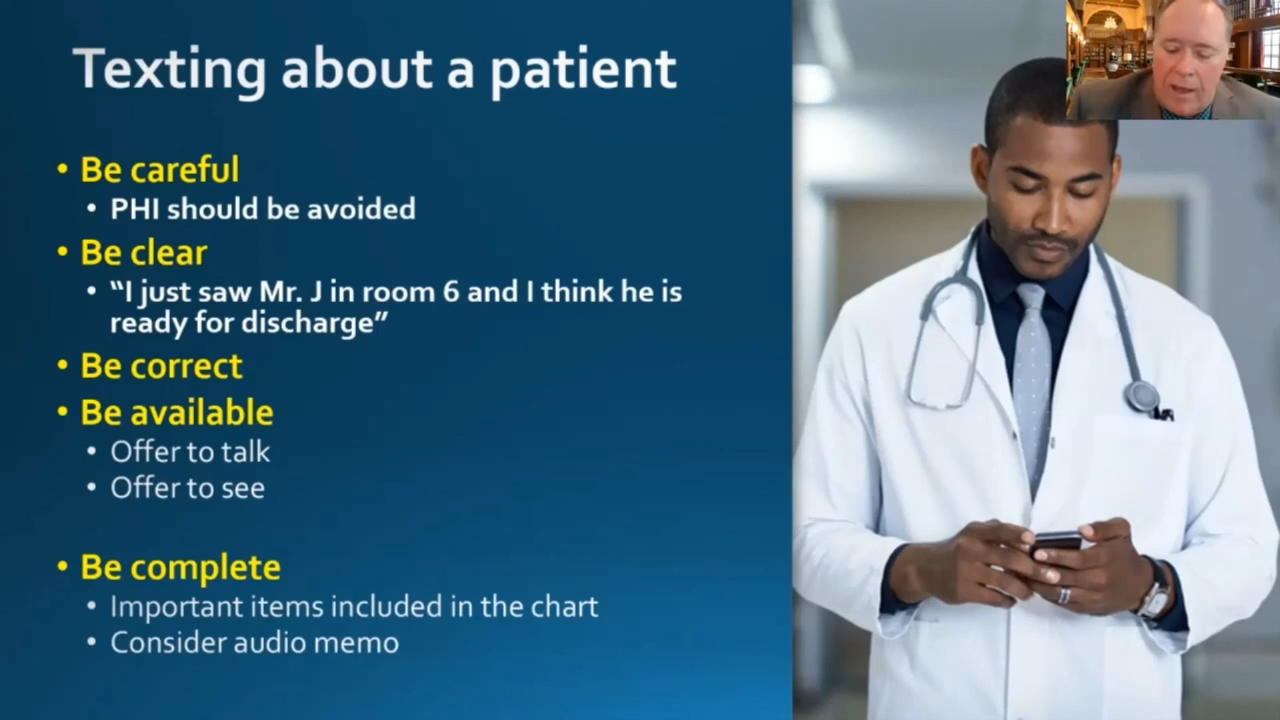 Texting about a patient
• Be careful
• PHI should be avoided
• Be clear
• “I just saw Mr. J in room 6 and I think he is
ready for discharge”
• Be correct
• Be available
• Offer to talk
• Offer to see
• Be complete
• Important items included in the chart
• Consider audio memo